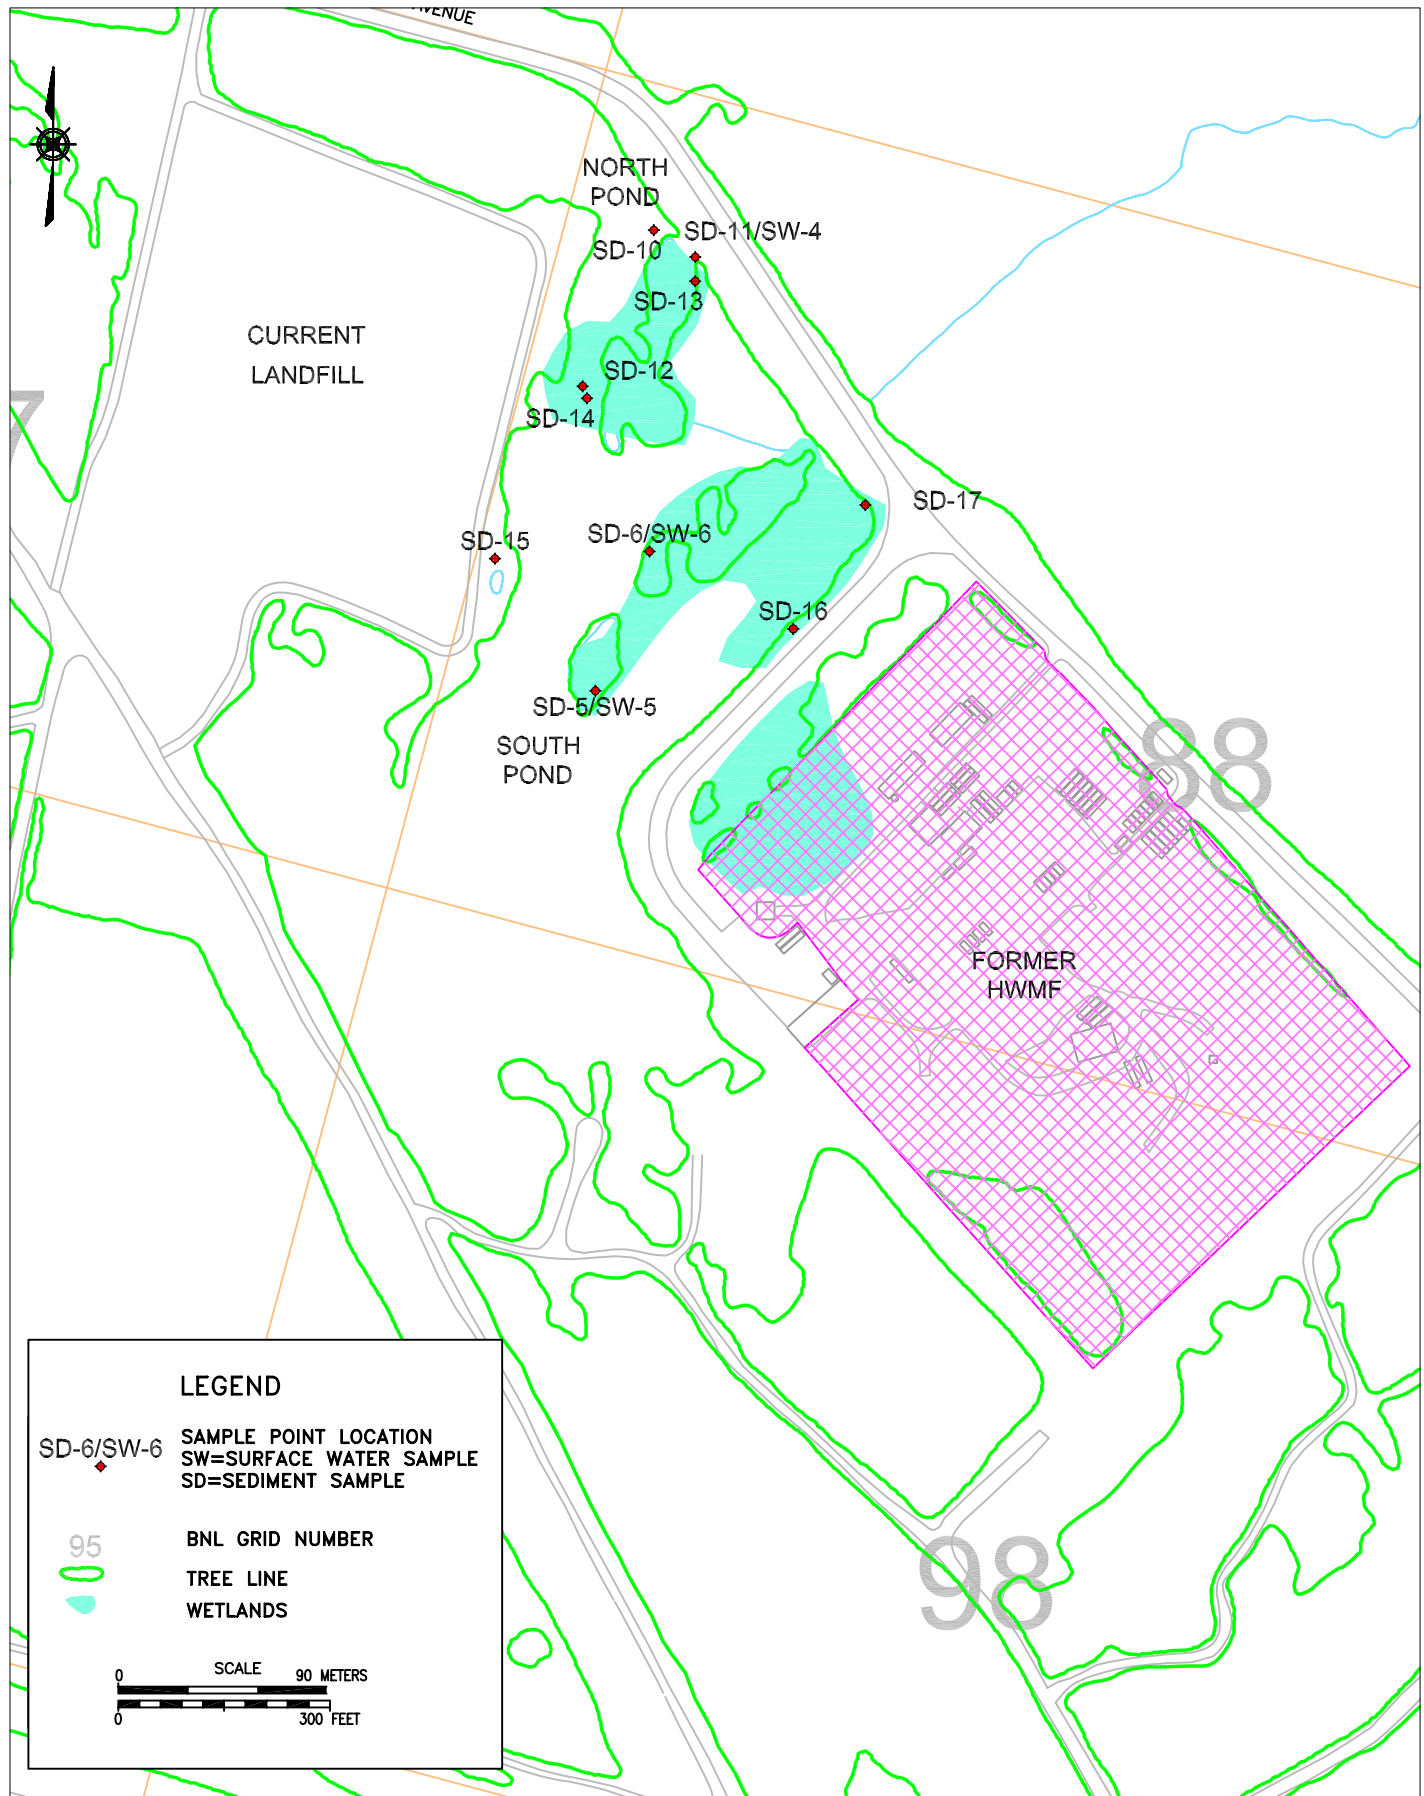 AVENUE
NORTH
POND
SD-11/SW-4
SD-10
SD-13
CURRENT
LANDFILL
SD-12
SD-14
7
SD-17
SD-6/SW-6
SD-15
SD-16
SD-5/SW-5
SOUTH
POND
88
FORMER
HWMF
LEGEND
SD-6/SW-6
SAMPLE POINT LOCATION
SW=SURFACE WATER SAMPLE
SD=SEDIMENT SAMPLE
95
BNL GRID NUMBER
TREE LINE
WETLANDS
98
SCALE
0 90 METERS
0 300 FEET